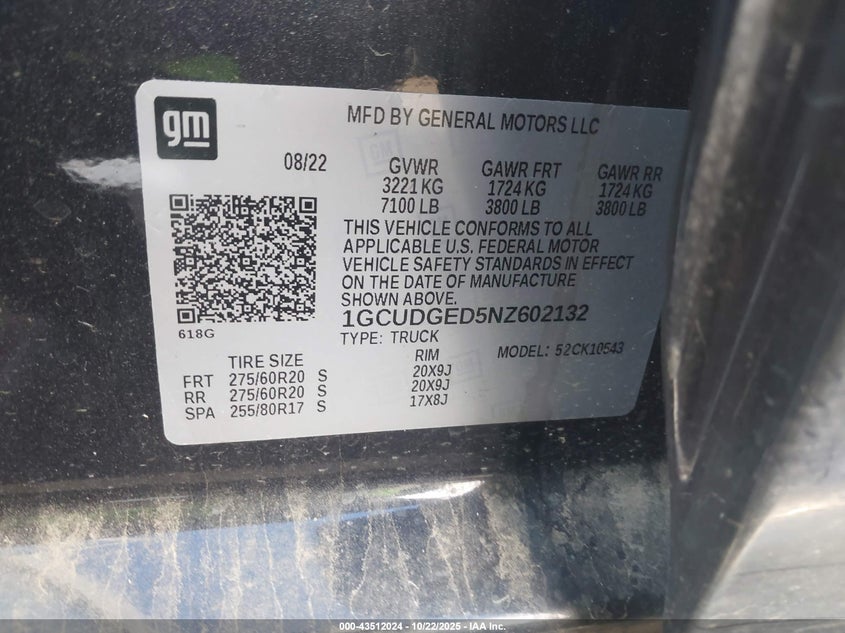 gm
MFD BY GENERAL MOTORS LLC
08/22 GVWR GAWR FRT GAWR RR
3221 KG 1724 KG 1724 KG
7100 LB 3800 LB 3800 LB
THIS VEHICLE CONFORMS TO ALL
APPLICABLE U.S. FEDERAL MOTOR
VEHICLE SAFETY STANDARDS IN EFFECT
ON THE DATE OF MANUFACTURE
SHOWN ABOVE.
618G
1GCUDGED5NZ602132
TYPE: TRUCK MODEL: 52CK10543
TIRE SIZE RIM
FRT 275/60R20 S 20X9J
RR 275/60R20 S 20X9J
SPA 255/80R17 S 17X8J
000-43512024 - 10/22/2025 - IAA Inc.